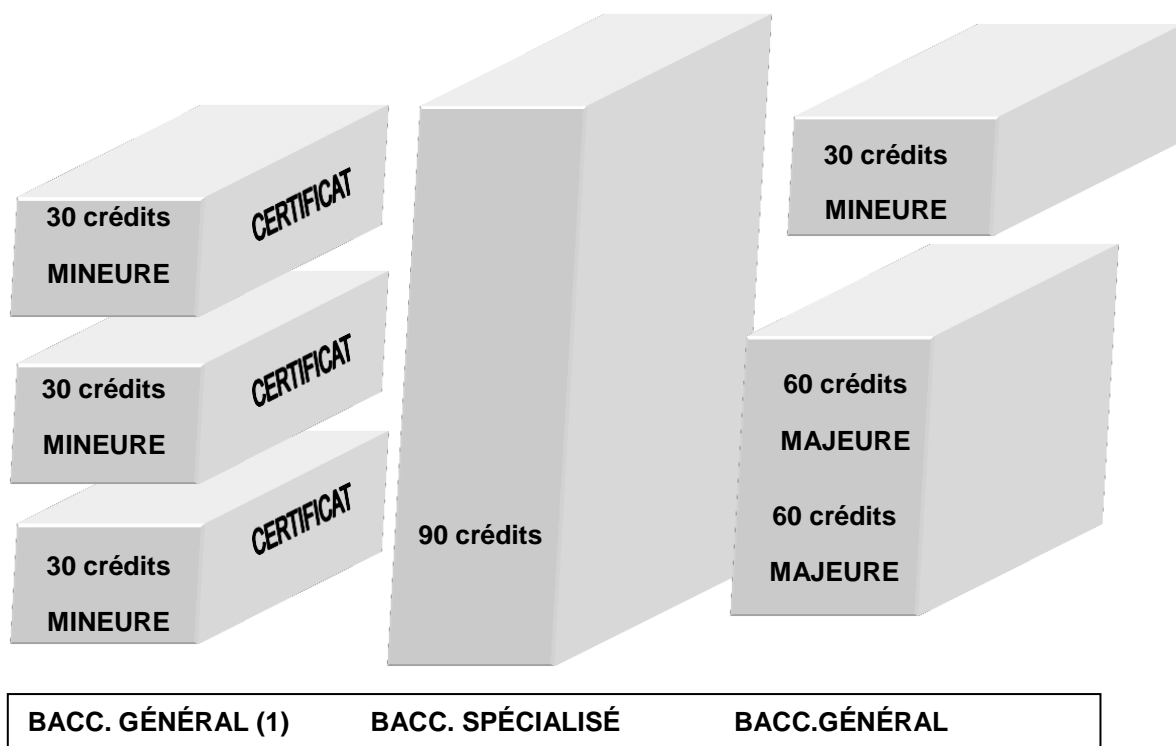 30 crédits
MINEURE
CERTIFICAT
30 crédits
MINEURE
CERTIFICAT
30 crédits
MINEURE
CERTIFICAT
90 crédits
30 crédits
MINEURE
60 crédits
MAJEURE
60 crédits
MAJEURE
BACC. GÉNÉRAL (1) BACC. SPÉCIALISÉ BACC.GÉNÉRAL